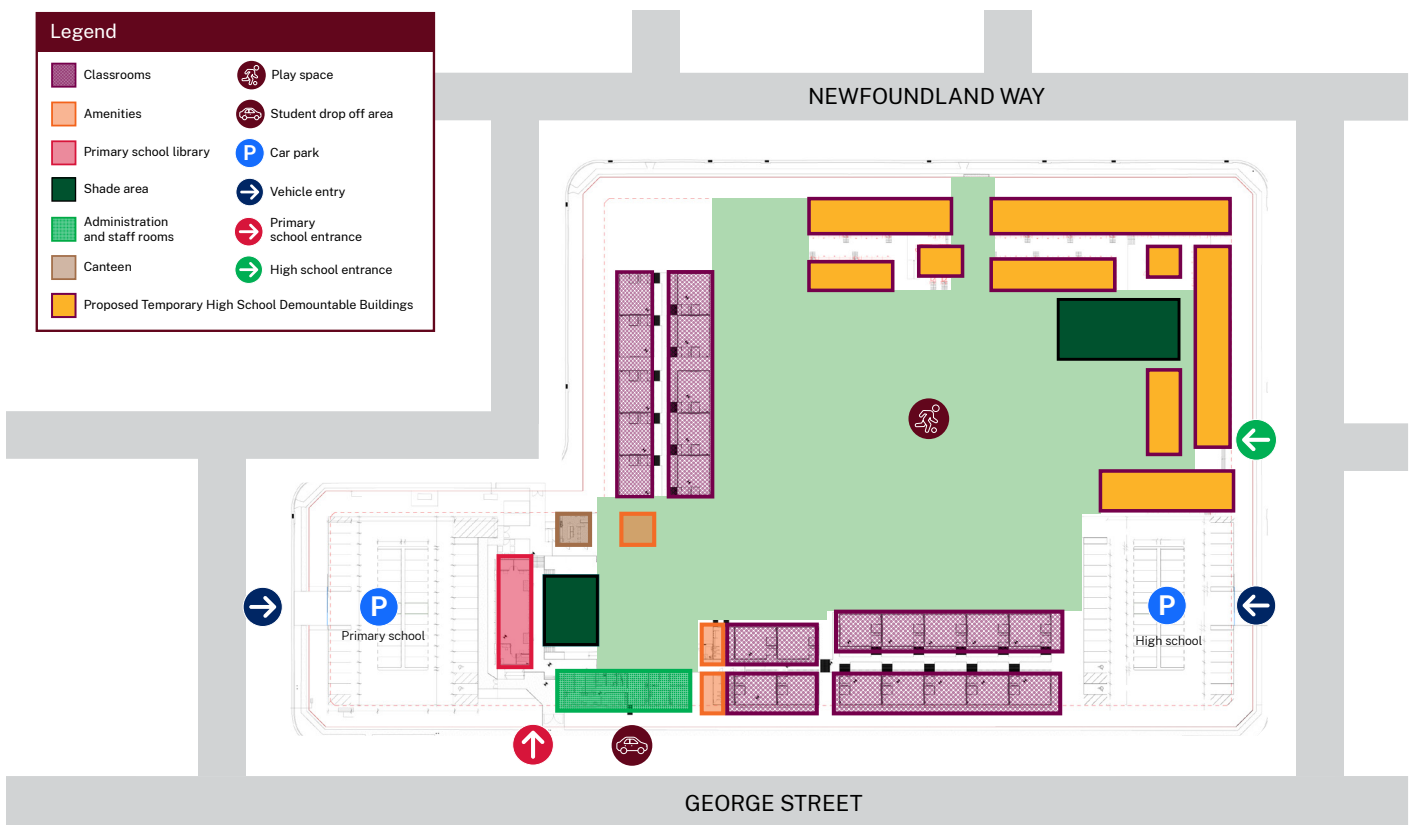 Legend
Classrooms
Amenities
Primary school library
Shade area
Administration
and staff rooms
Canteen
Proposed Temporary High School Demountable Buildings
Play space
Student drop off area
P
Car park
Vehicle entry
Primary
school entrance
High school entrance
NEWFOUNDLAND WAY
P
Primary school
P
High school
GEORGE STREET